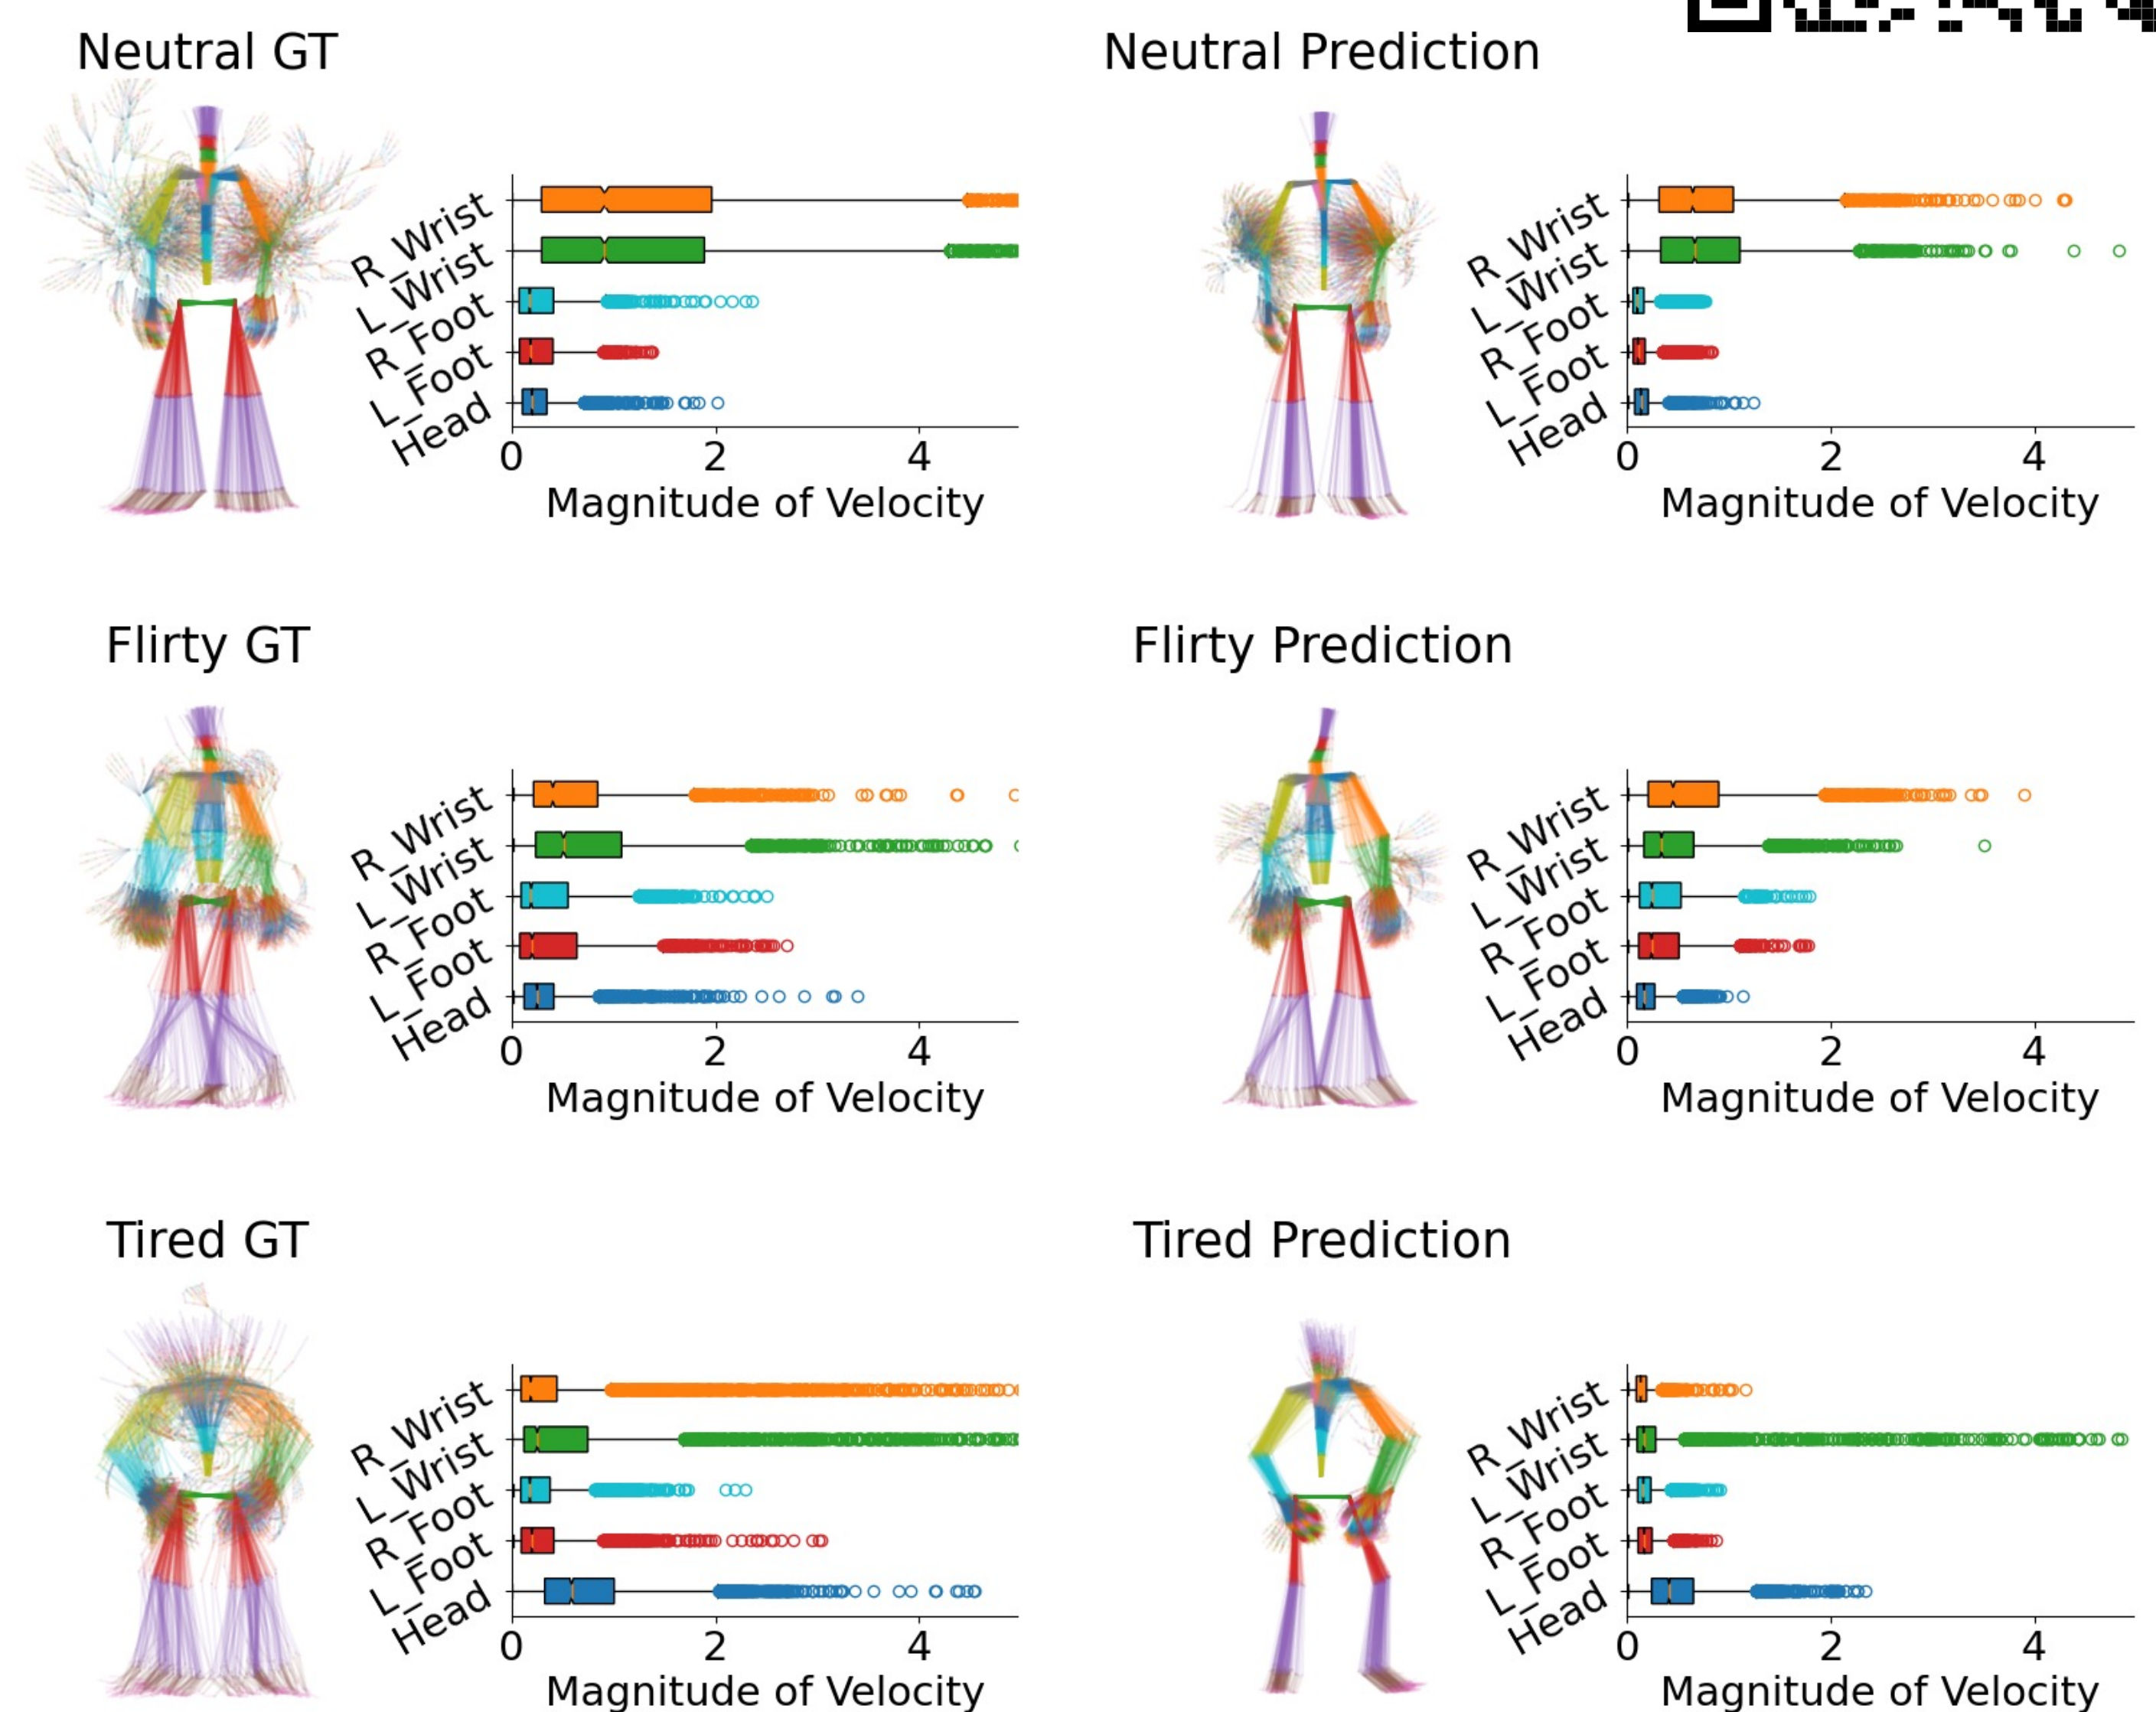 Neutral GT
R_Wrist
L_Wrist
R_Foot
L_Foot
Head
0 2 4
Magnitude of Velocity
Neutral Prediction
R_Wrist
L_Wrist
R_Foot
L_Foot
Head
0 2 4
Magnitude of Velocity
Flirty GT
R_Wrist
L_Wrist
R_Foot
L_Foot
Head
0 2 4
Magnitude of Velocity
Flirty Prediction
R_Wrist
L_Wrist
R_Foot
L_Foot
Head
0 2 4
Magnitude of Velocity
Tired GT
R_Wrist
L_Wrist
R_Foot
L_Foot
Head
0 2 4
Magnitude of Velocity
Tired Prediction
R_Wrist
L_Wrist
R_Foot
L_Foot
Head
0 2 4
Magnitude of Velocity